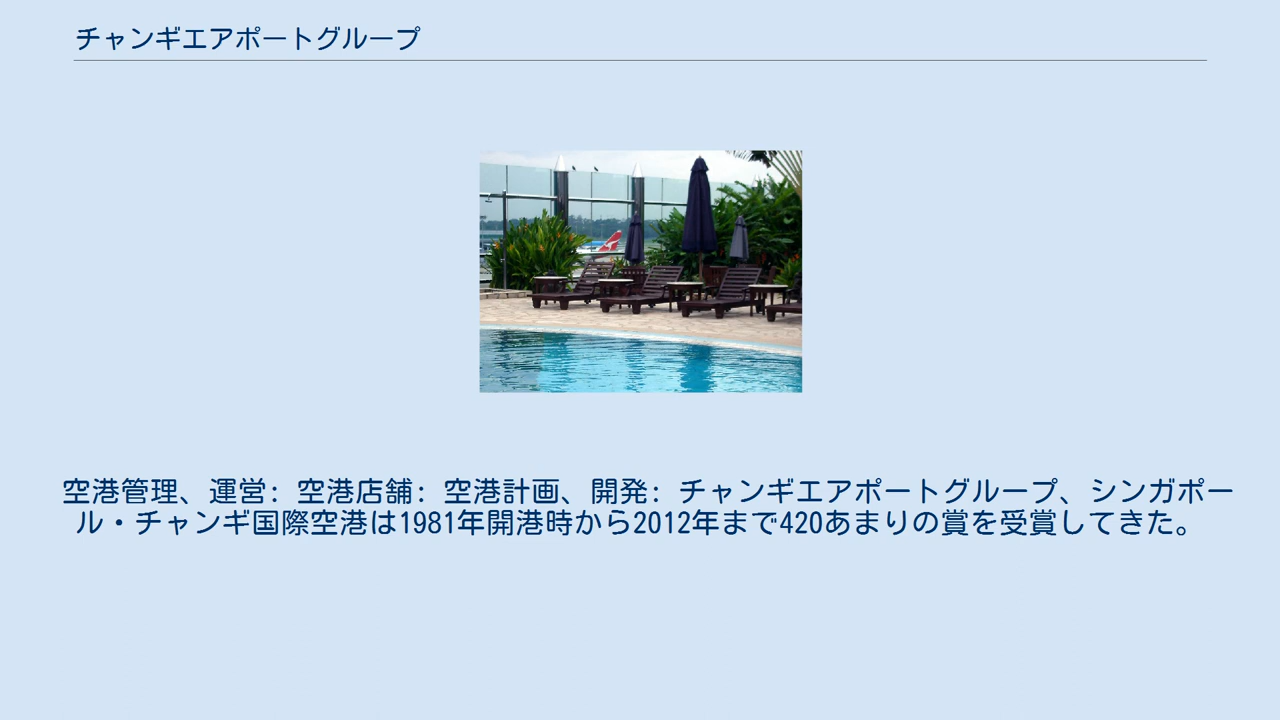 チャンギエアポートグループ
空港管理、運営: 空港店舗: 空港計画、開発: チャンギエアポートグループ、シンガポー
ル・チャンギ国際空港は1981年開港時から2012年まで420あまりの賞を受賞してきた。